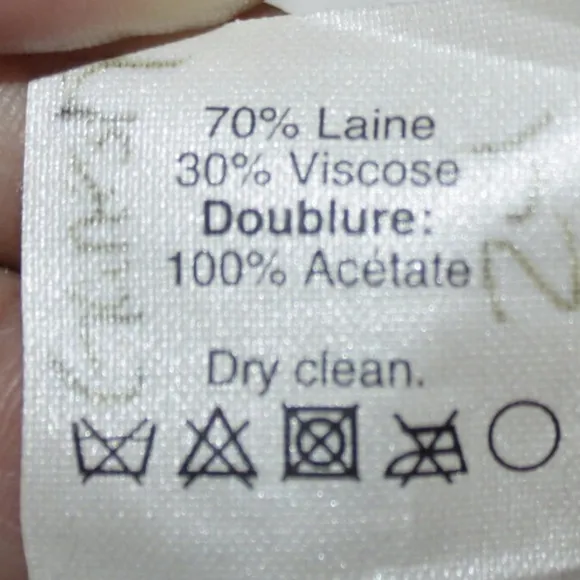 70% Laine
30% Viscose
Doublure:
100% Acétate
Dry clean.